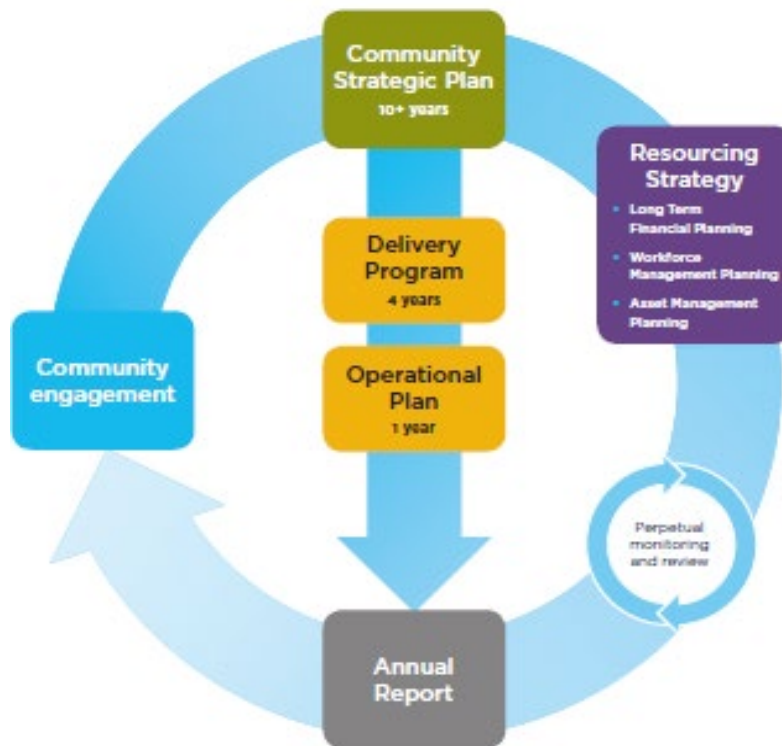 Community
Strategic Plan
10+ years
Resourcing
Strategy
• Long Term
Financial Planning
• Workforce
Management Planning
• Asset Management
Planning
Delivery
Program
4 years
Operational
Plan
1 year
Community
engagement
Perpetual
monitoring
and review
Annual
Report